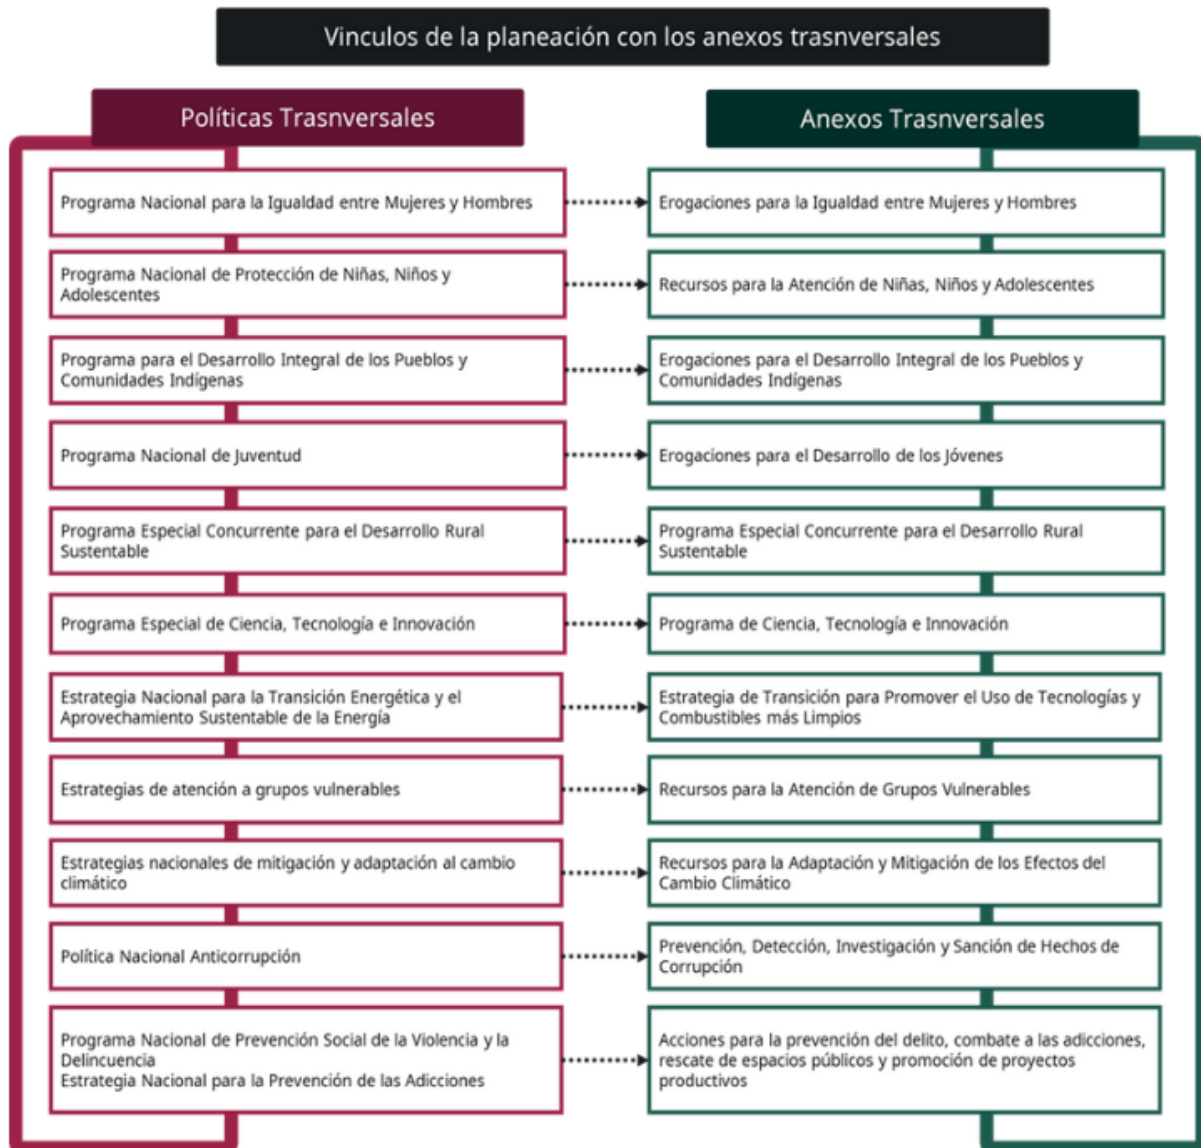 Vinculos de la planeación con los anexos trasnversales
Políticas Trasnversales
Anexos Trasnversales
Programa Nacional para la Igualdad entre Mujeres y Hombres
Erogaciones para la Igualdad entre Mujeres y Hombres
Programa Nacional de Protección de Niñas, Niños y
Adolescentes
Recursos para la Atención de Niñas, Niños y Adolescentes
Programa para el Desarrollo Integral de los Pueblos y
Comunidades Indígenas
Erogaciones para el Desarrollo Integral de los Pueblos y
Comunidades Indígenas
Programa Nacional de Juventud
Erogaciones para el Desarrollo de los Jóvenes
Programa Especial Concurrente para el Desarrollo Rural
Sustentable
Programa Especial Concurrente para el Desarrollo Rural
Sustentable
Programa Especial de Ciencia, Tecnología e Innovación
Programa de Ciencia, Tecnología e Innovación
Estrategia Nacional para la Transición Energética y el
Aprovechamiento Sustentable de la Energía
Estrategia de Transición para Promover el Uso de Tecnologías y
Combustibles más Limpios
Estrategias de atención a grupos vulnerables
Recursos para la Atención de Grupos Vulnerables
Estrategias nacionales de mitigación y adaptación al cambio
climático
Recursos para la Adaptación y Mitigación de los Efectos del
Cambio Climático
Política Nacional Anticorrupción
Prevención, Detección, Investigación y Sanción de Hechos de
Corrupción
Programa Nacional de Prevención Social de la Violencia y la
Delincuencia
Estrategia Nacional para la Prevención de las Adicciones
Acciones para la prevención del delito, combate a las adicciones,
rescate de espacios públicos y promoción de proyectos
productivos